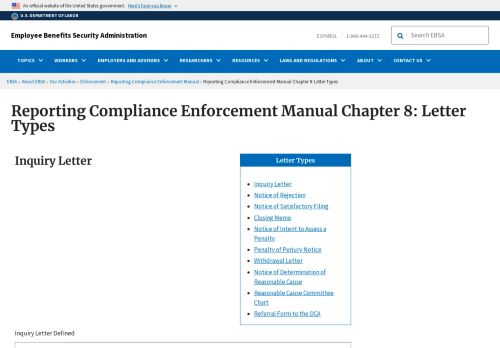 An official website of the United States government. Here's how you know
U.S. DEPARTMENT OF LABOR
Employee Benefits Security Administration
ESPAÑOL | 1-866-444-3272
Search EBSA
TOPICS WORKERS EMPLOYERS AND ADVISERS RESEARCHERS RESOURCES LAWS AND REGULATIONS ABOUT CONTACT US
EBSA » About EBSA » Our Activities » Enforcement » Reporting Compliance Enforcement Manual » Reporting Compliance Enforcement Manual Chapter 8: Letter Types
Reporting Compliance Enforcement Manual Chapter 8: Letter
Types
Inquiry Letter
Letter Types
Inquiry Letter
Notice of Rejection
Notice of Satisfactory Filing
Closing Memo
Notice of Intent to Assess a
Penalty
Penalty of Perjury Notice
Withdrawal Letter
Notice of Determination of
Reasonable Cause
Reasonable Cause Committee
Chart
Referral Form to the OCA
Inquiry Letter Defined